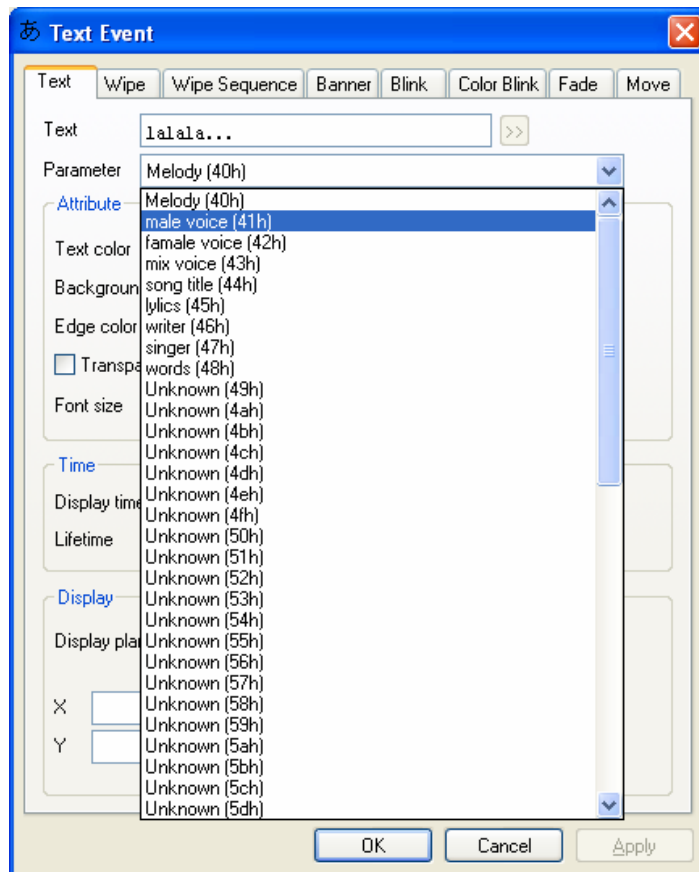 あ Text Event
Text Wipe Wipe Sequence Banner Blink Color Blink Fade Move
Text lalala... >>
Parameter Melody (40h)
Melody (40h)
Attribute
male voice (41h)
famale voice (42h)
Text color
mix voice (43h)
song title (44h)
Backgroun
lylics (45h)
Edge color
writer (46h)
singer (47h)
Transpa
words (48h)
Unknown (49h)
Font size
Unknown (4ah)
Unknown (4bh)
Unknown (4ch)
Time
Unknown (4dh)
Unknown (4eh)
Display time
Unknown (4fh)
Unknown (50h)
Lifetime
Unknown (51h)
Unknown (52h)
Display
Unknown (53h)
Unknown (54h)
Display plan
Unknown (55h)
Unknown (56h)
Unknown (57h)
X
Unknown (58h)
Unknown (59h)
Y
Unknown (5ah)
Unknown (5bh)
Unknown (5ch)
Unknown (5dh)
OK Cancel Apply